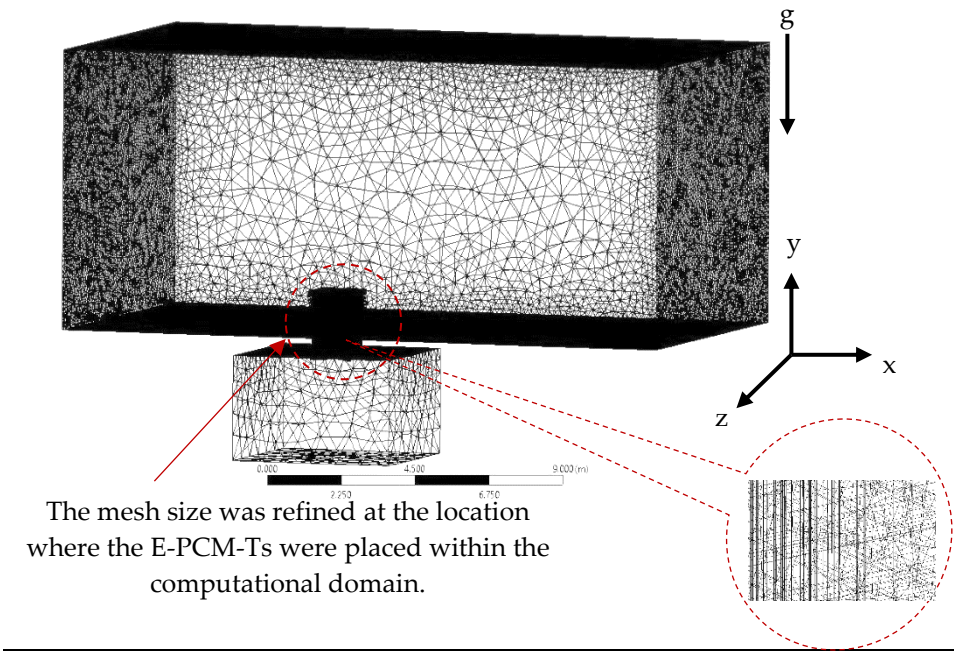 g
y
x
z
0.000
4.500
9.000 (m)
2.250
6.750
The mesh size was refined at the location
where the E-PCM-Ts were placed within the
computational domain.